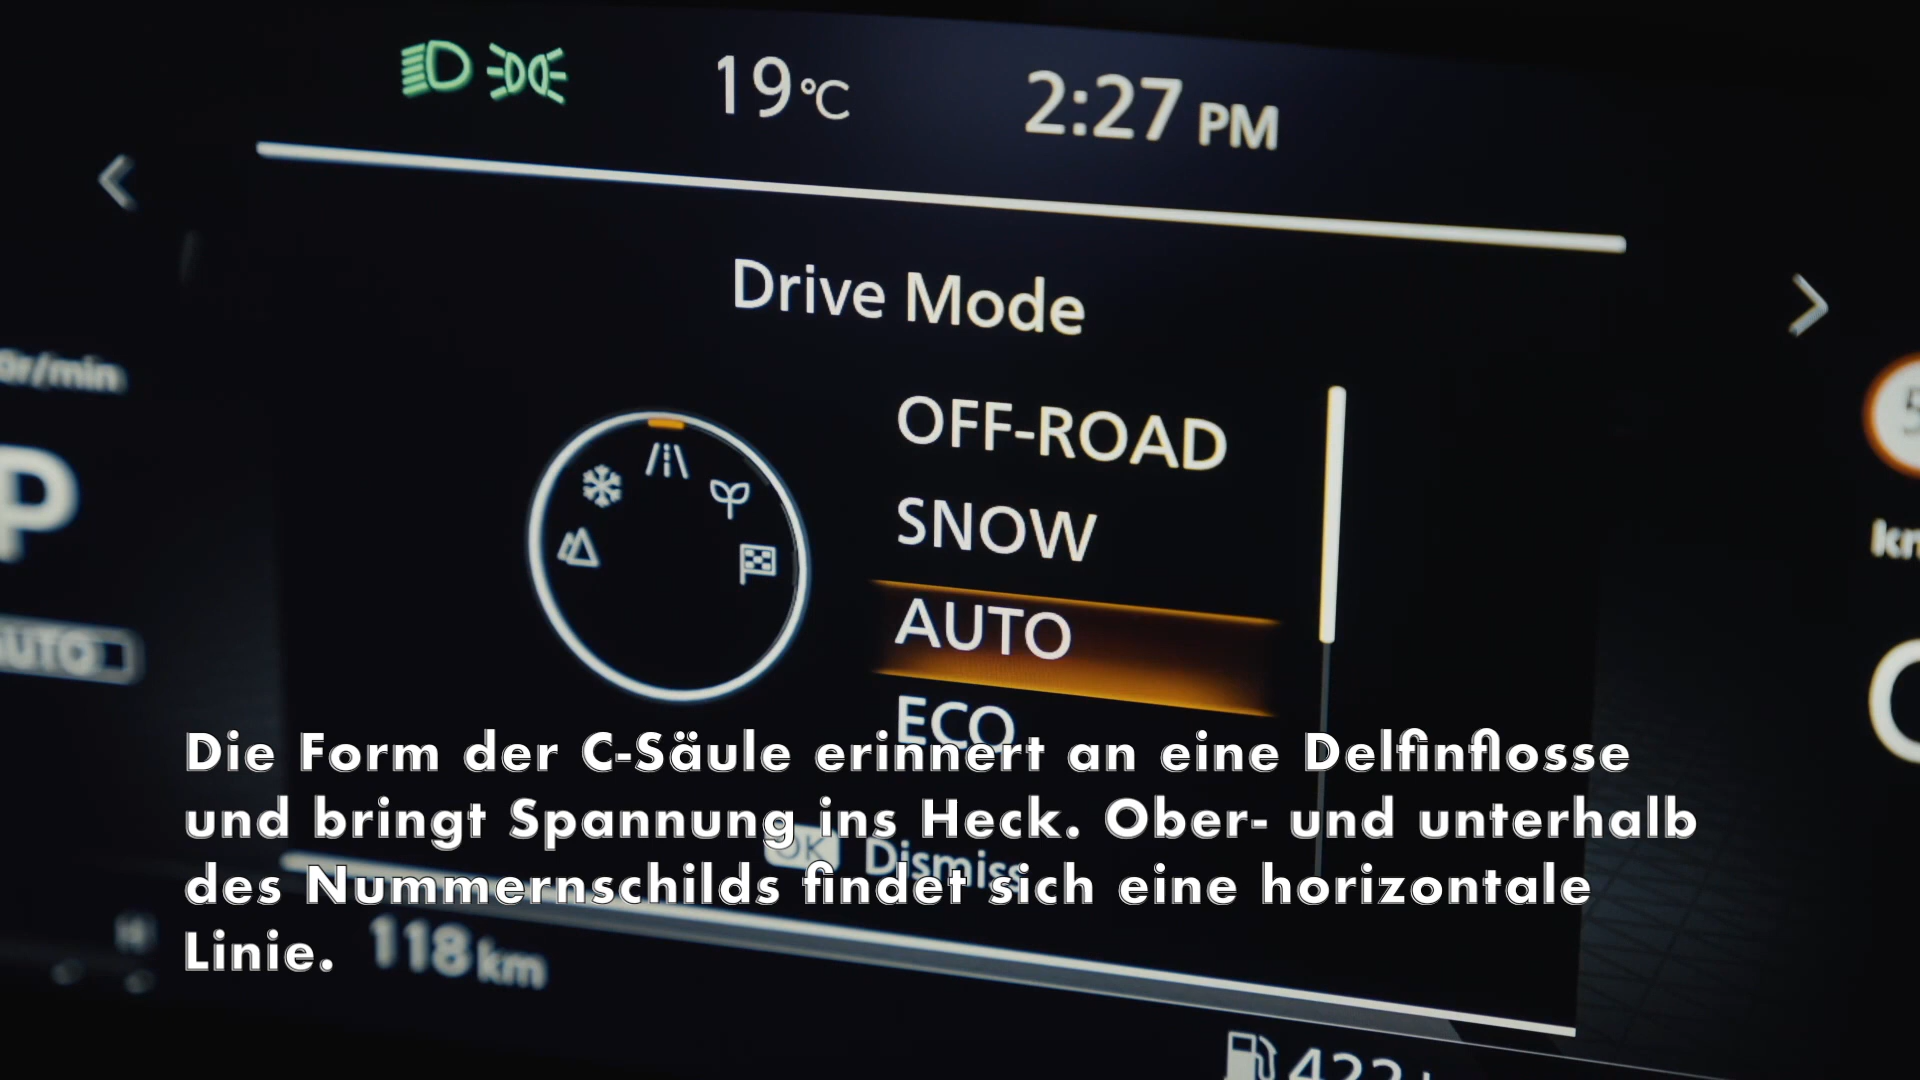 19°C
2:27 PM
Drive Mode
OFF-ROAD
SNOW
AUTO
ECO
OK Dismiss
P
118 km
Die Form der C-Säule erinnert an eine Delfinflosse
und bringt Spannung ins Heck. Ober- und unterhalb
des Nummernschilds findet sich eine horizontale
Linie.